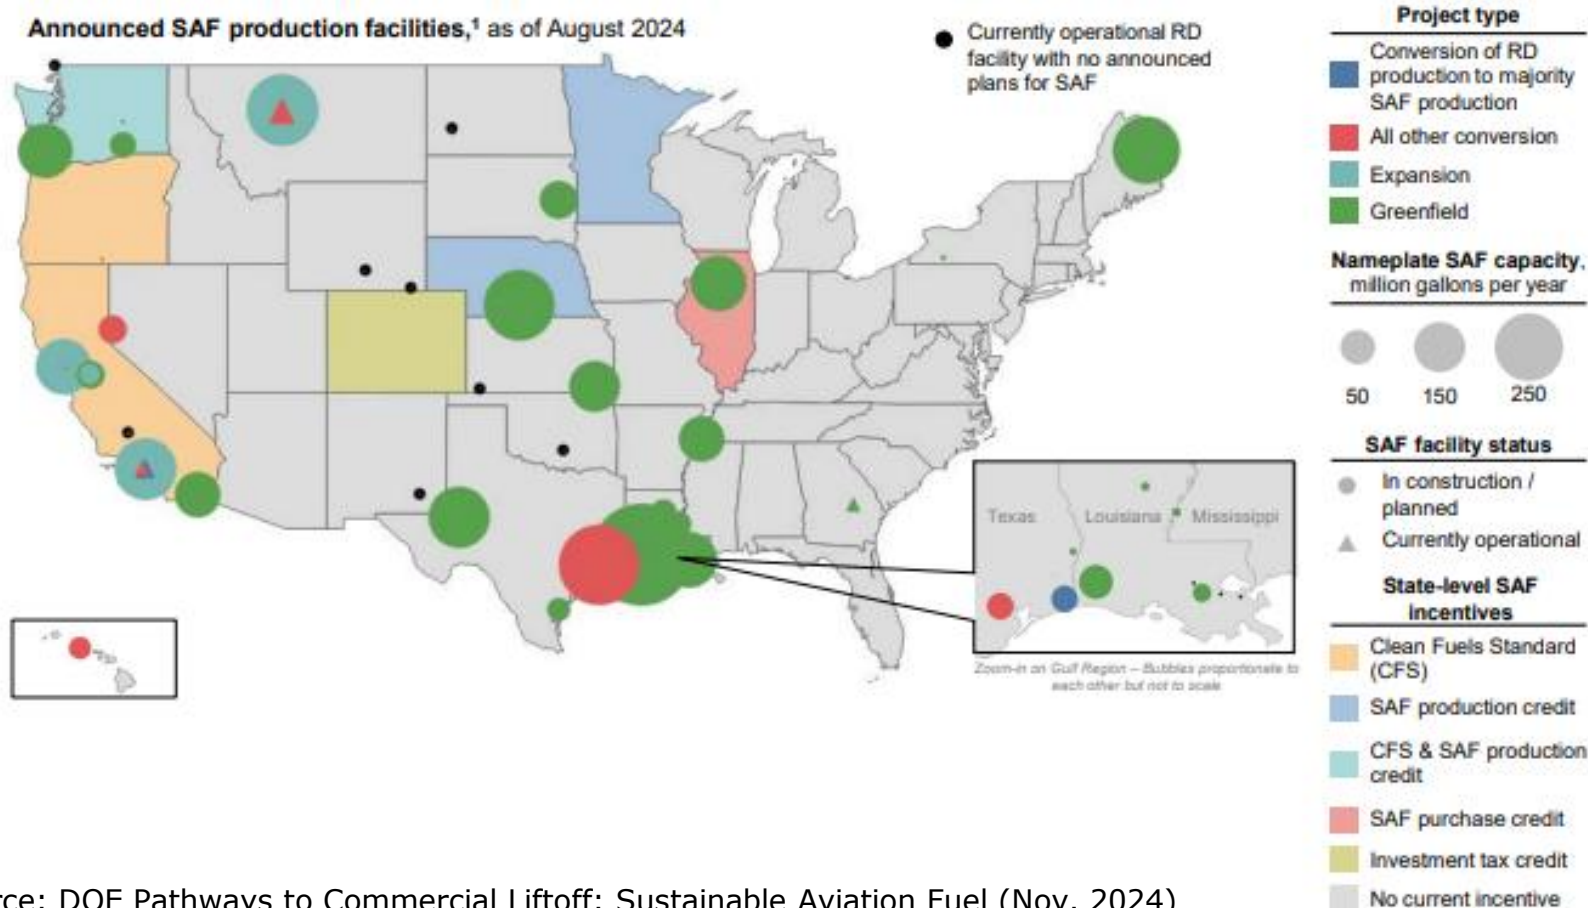 Announced SAF production facilities,¹ as of August 2024
Currently operational RD
facility with no announced
plans for SAF
Texas
Louisiana
Mississippi
Zoom-in on Gulf Region – Bubbles proportionate to
each other but not to scale
Project type
Conversion of RD
production to majority
SAF production
All other conversion
Expansion
Greenfield
Nameplate SAF capacity,
million gallons per year
50
150
250
SAF facility status
In construction /
planned
Currently operational
State-level SAF
incentives
Clean Fuels Standard
(CFS)
SAF production credit
CFS & SAF production
credit
SAF purchase credit
Investment tax credit
No current incentive
rce: DOE Pathways to Commercial Liftoff: Sustainable Aviation Fuel (Nov. 2024)